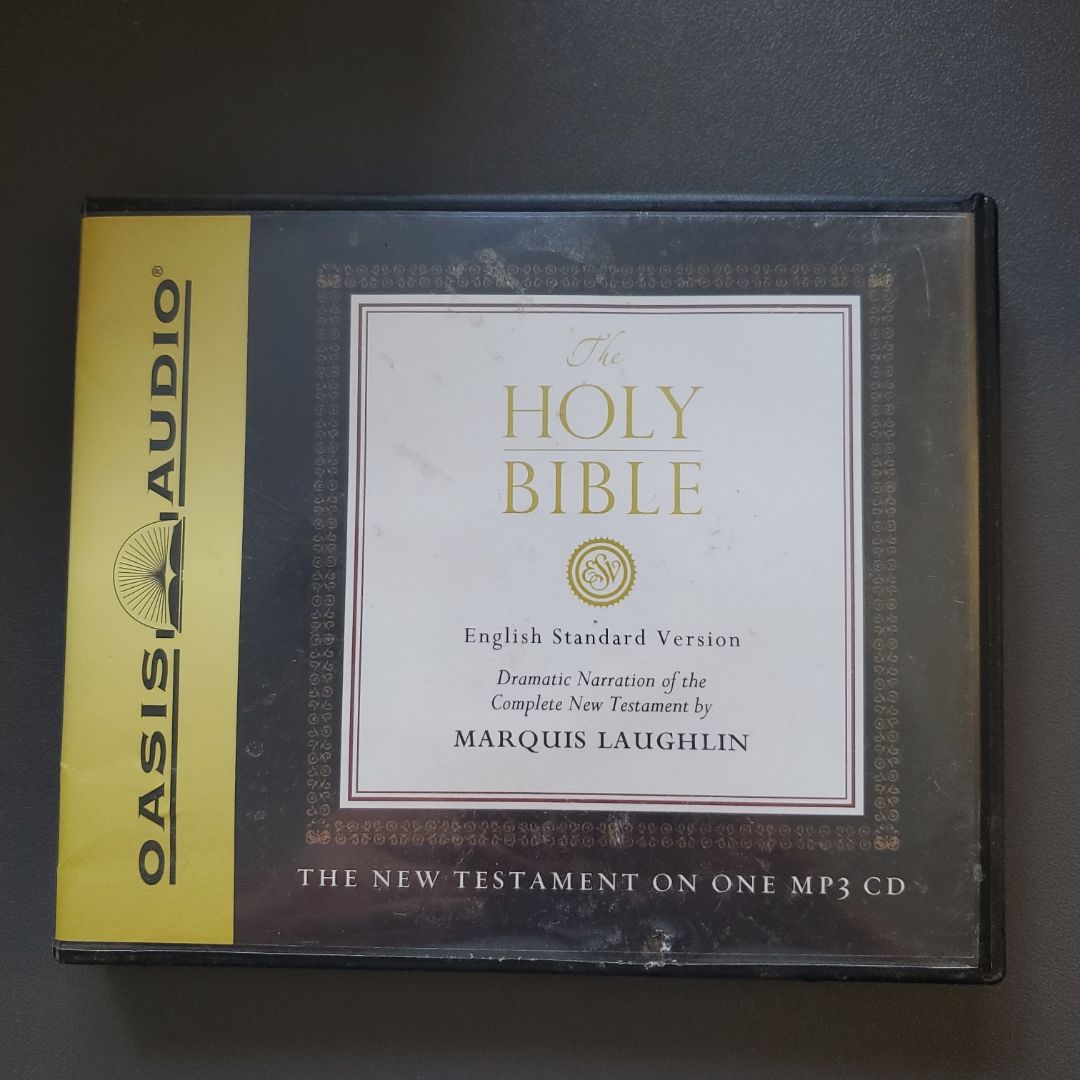 OASIS AUDIO®
The
HOLY
BIBLE
ESV
English Standard Version
Dramatic Narration of the
Complete New Testament by
MARQUIS LAUGHLIN
THE NEW TESTAMENT ON ONE MP3 CD